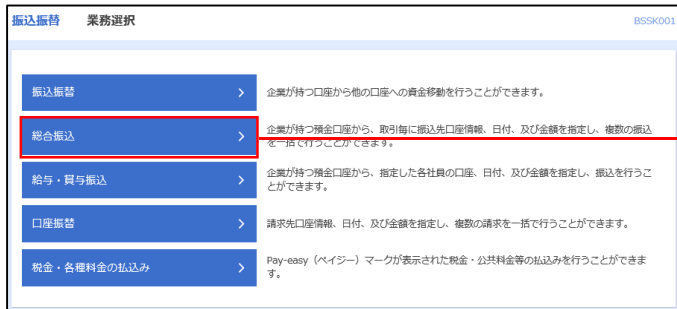 振込振替 業務選択 BSSK001
振込振替
企業が持つ口座から他の口座への資金移動を行うことができます。
総合振込
企業が持つ預金口座から、取引毎に振込先口座情報、日付、及び金額を指定し、複数の振込
を一括で行うことができます。
給与・賞与振込
企業が持つ預金口座から、指定した各社員の口座、日付、及び金額を指定し、振込を行うこ
とができます。
口座振替
請求先口座情報、日付、及び金額を指定し、複数の請求を一括で行うことができます。
税金・各種料金の払込み
Pay-easy（ペイジー）マークが表示された税金・公共料金等の払込みを行うことができま
す。